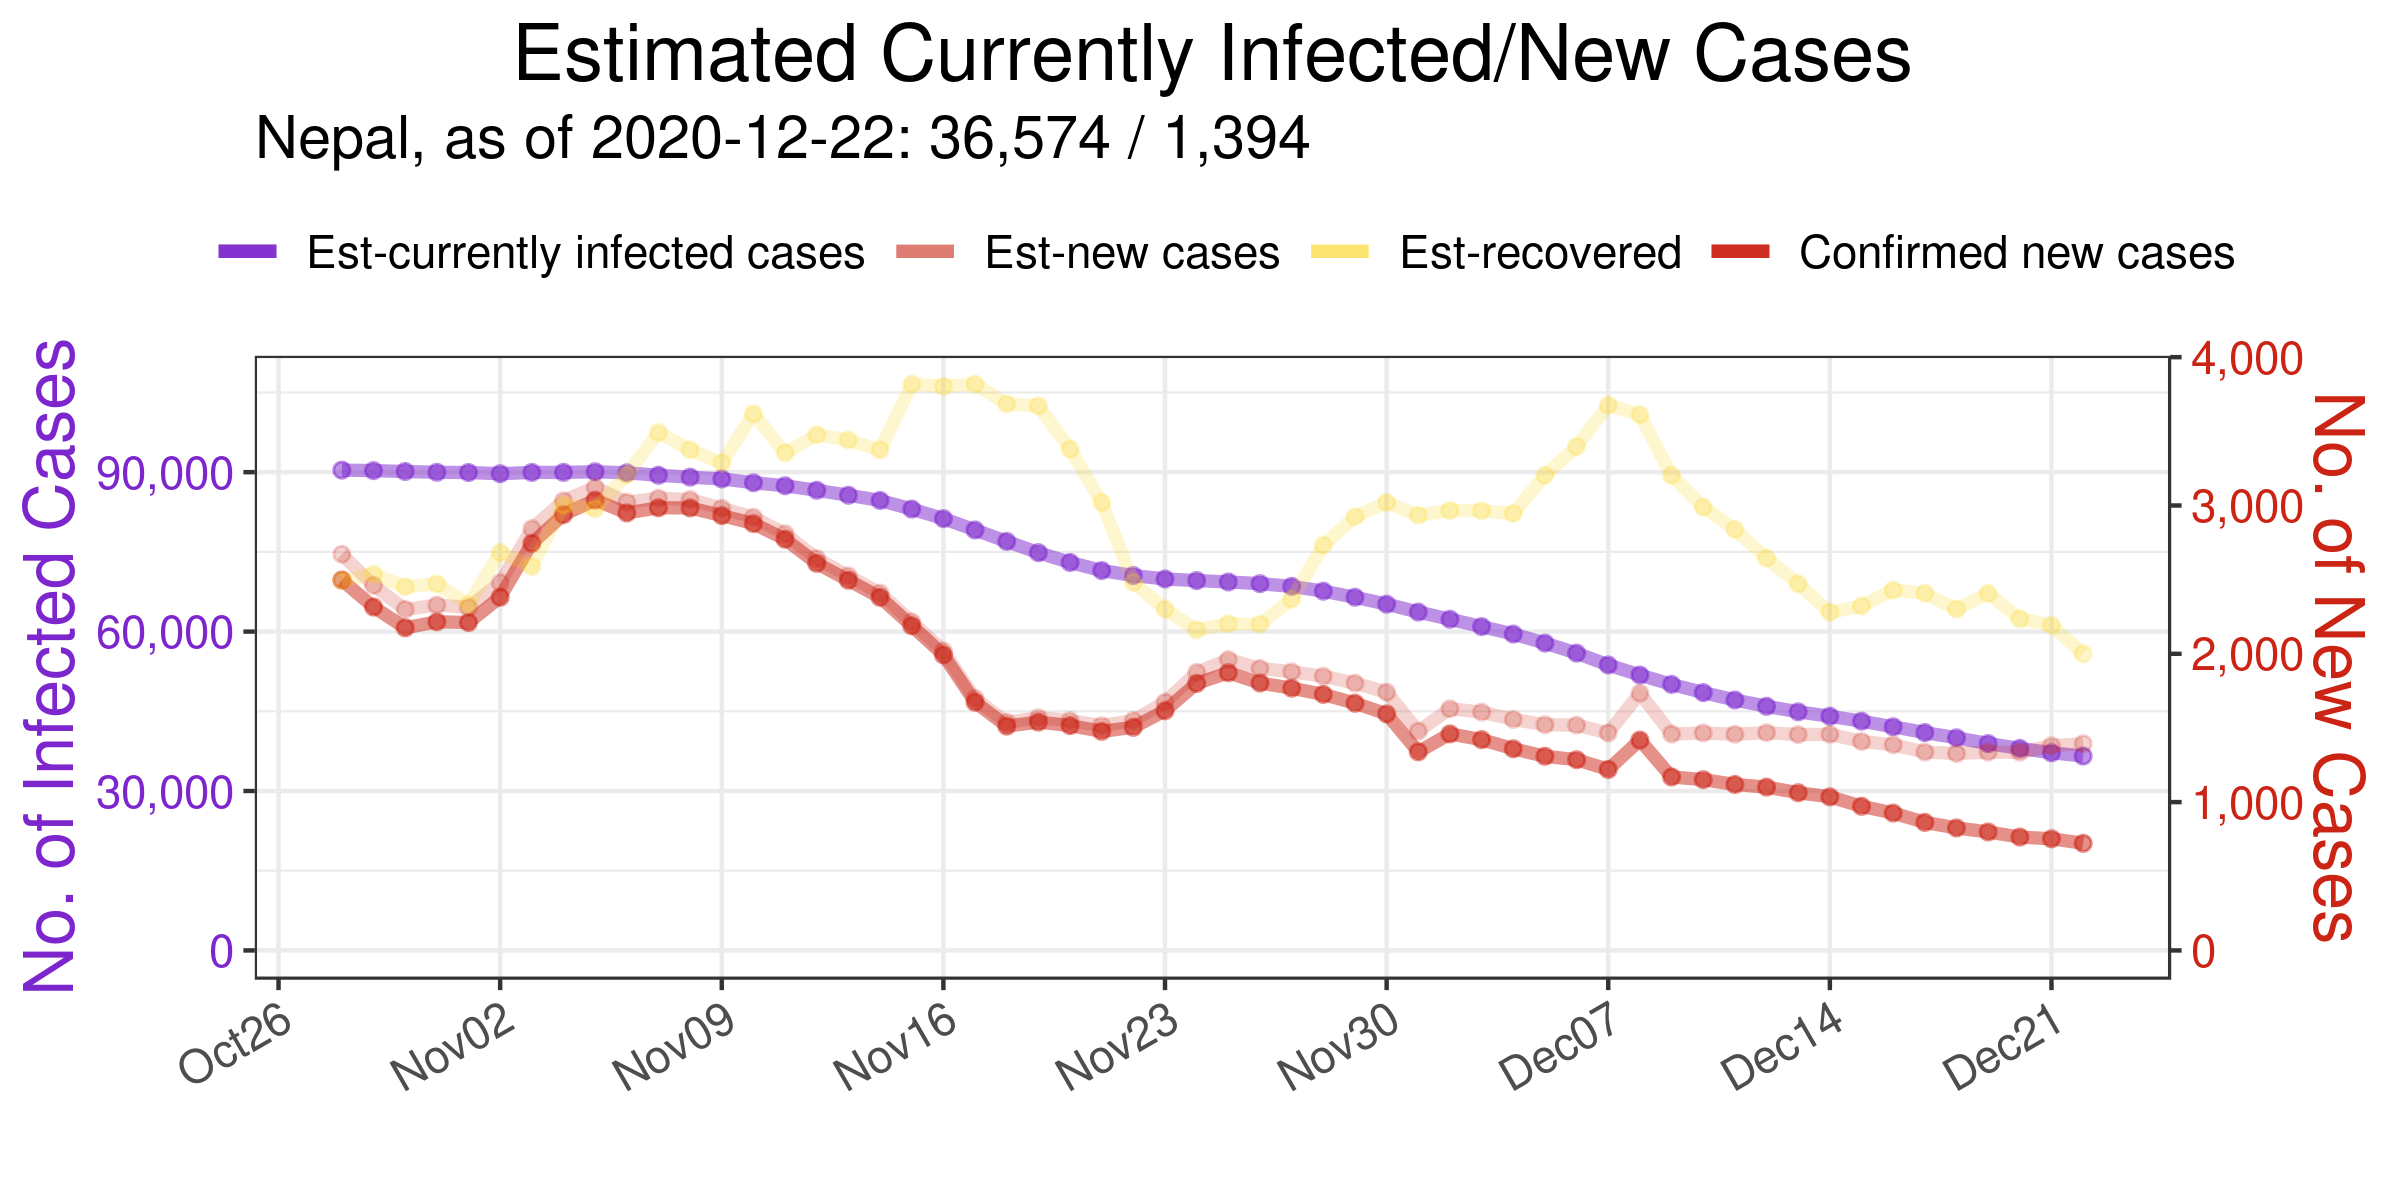 Estimated Currently Infected/New Cases
Nepal, as of 2020-12-22: 36,574 / 1,394
Est-currently infected cases
Est-new cases
Est-recovered
Confirmed new cases
No. of Infected Cases
90,000
60,000
30,000
0
4,000
3,000
2,000
1,000
0
No. of New Cases
Oct26
Nov02
Nov09
Nov16
Nov23
Nov30
Dec07
Dec14
Dec21